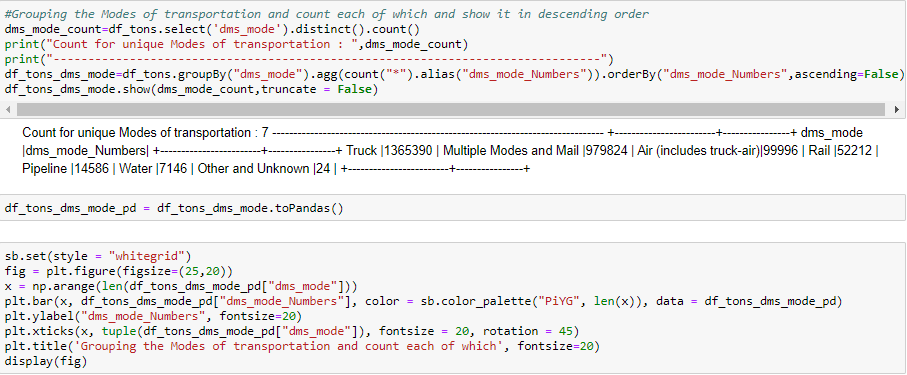 #Grouping the Modes of transportation and count each of which and show it in descending order
dms_mode_count=df_tons.select('dms_mode').distinct().count()
print("Count for unique Modes of transportation : ",dms_mode_count)
print("------------------------------------------------------------------------------------")
df_tons_dms_mode=df_tons.groupBy("dms_mode").agg(count("*").alias("dms_mode_Numbers")).orderBy("dms_mode_Numbers",ascending=False)
df_tons_dms_mode.show(dms_mode_count,truncate = False)
Count for unique Modes of transportation : 7 ------------------------------------------------------------------------------------ +-------------------------+----------------+ dms_mode
|dms_mode_Numbers| +-------------------------+----------------+ Truck |1365390 | Multiple Modes and Mail |979824 | Air (includes truck-air)|99996 | Rail |52212 |
Pipeline |14586 | Water |7146 | Other and Unknown |24 | +-------------------------+----------------+
df_tons_dms_mode_pd = df_tons_dms_mode.toPandas()
sb.set(style = "whitegrid")
fig = plt.figure(figsize=(25,20))
x = np.arange(len(df_tons_dms_mode_pd["dms_mode"]))
plt.bar(x, df_tons_dms_mode_pd["dms_mode_Numbers"], color = sb.color_palette("PiYG", len(x)), data = df_tons_dms_mode_pd)
plt.ylabel("dms_mode_Numbers", fontsize=20)
plt.xticks(x, tuple(df_tons_dms_mode_pd["dms_mode"]), fontsize = 20, rotation = 45)
plt.title('Grouping the Modes of transportation and count each of which', fontsize=20)
display(fig)